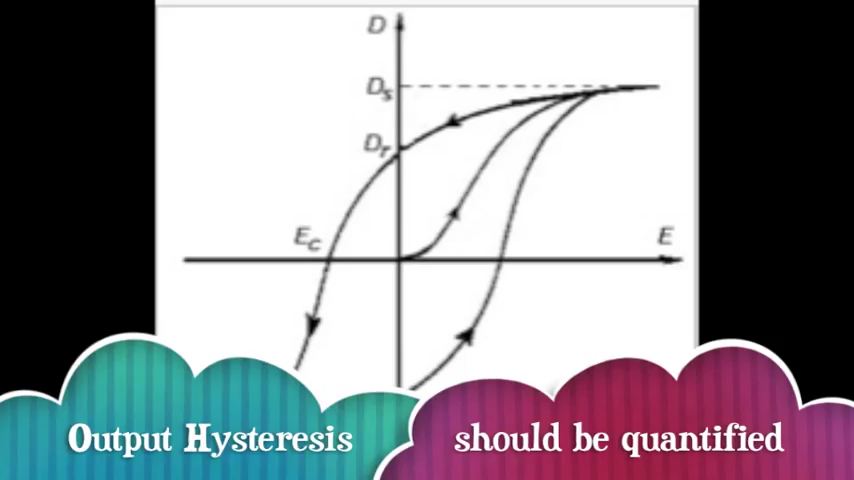 D
Ds
Dr
Ec
E
Output Hysteresis
should be quantified